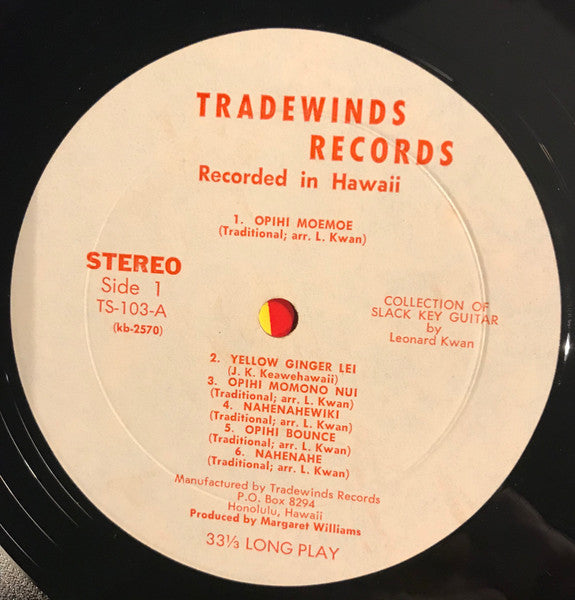 TRADEWINDS
RECORDS
Recorded in Hawaii
1. OPIHI MOEMOE
(Traditional; arr. L. Kwan)
STEREO
Side 1
TS-103-A
(kb-2570)
COLLECTION OF
SLACK KEY GUITAR
by
Leonard Kwan
2. YELLOW GINGER LEI
(J. K. Keawehawaii)
3. OPIHI MOMONO NUI
(Traditional; arr. L. Kwan)
4. NAHENAHEWIKI
(Traditional; arr. L. Kwan)
5. OPIHI BOUNCE
(Traditional; arr. L. Kwan)
6. NAHENAHE
(Traditional; arr. L. Kwan)
Manufactured by Tradewinds Records
P.O. Box 8294
Honolulu, Hawaii
Produced by Margaret Williams
33⅓ LONG PLAY